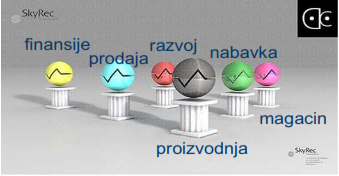 SkyRec
finansije
prodaja
razvoj
nabavka
magacin
proizvodnja
SkyRec